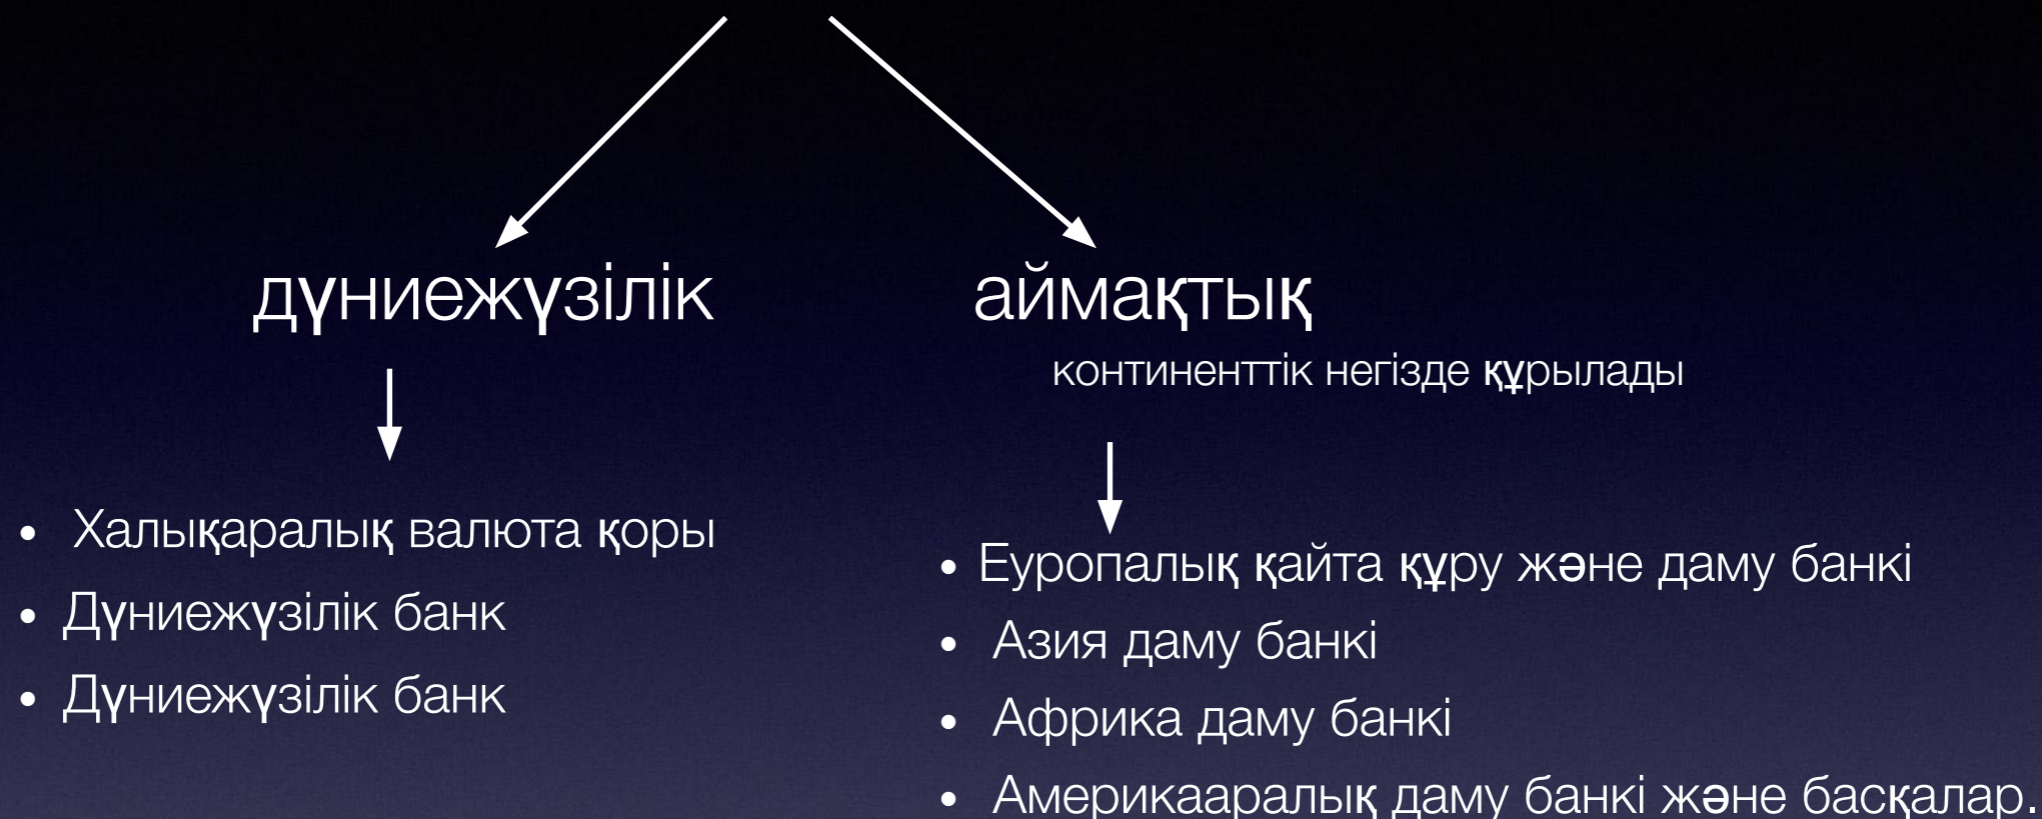 дүниежүзілік
аймақтық
континенттік негізде құрылады
• Халықаралық валюта қоры
• Дүниежүзілік банк
• Дүниежүзілік банк
• Еуропалық қайта құру және даму банкі
• Азия даму банкі
• Африка даму банкі
• Америкааралық даму банкі және басқалар.